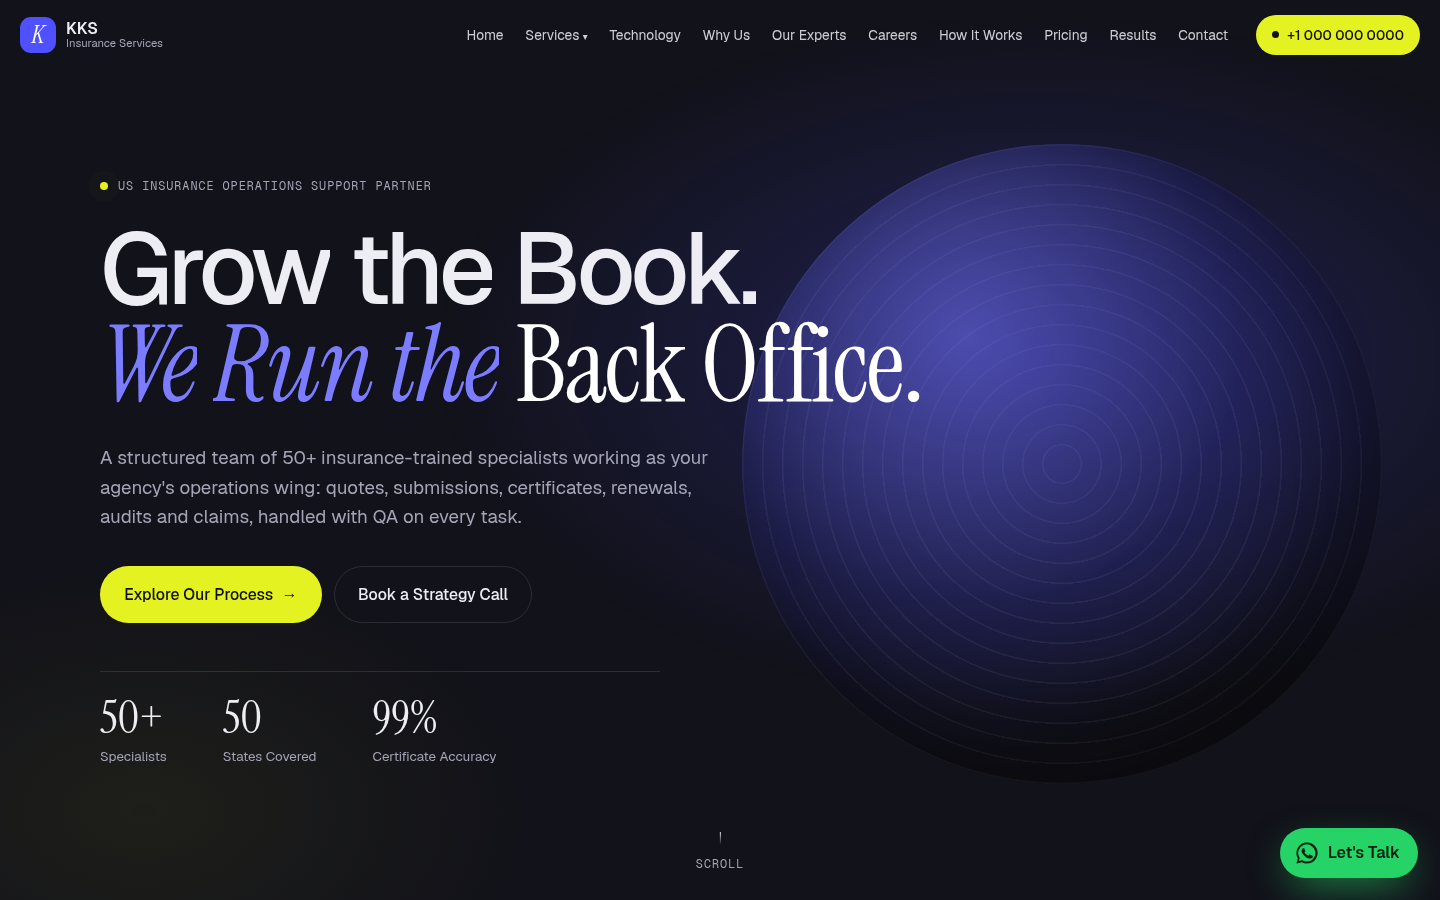 K
KKS
Insurance Services
Home
Services ▾
Technology
Why Us
Our Experts
Careers
How It Works
Pricing
Results
Contact
+1 000 000 0000
US INSURANCE OPERATIONS SUPPORT PARTNER
Grow the Book.
We Run the Back Office.
A structured team of 50+ insurance-trained specialists working as your
agency's operations wing: quotes, submissions, certificates, renewals,
audits and claims, handled with QA on every task.
Explore Our Process →
Book a Strategy Call
50+
Specialists
50
States Covered
99%
Certificate Accuracy
SCROLL
Let's Talk